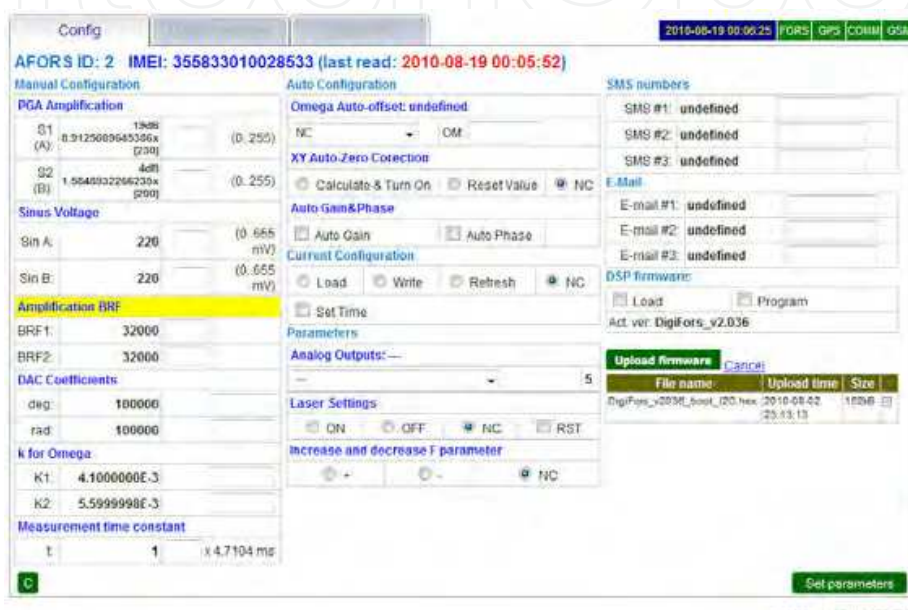 Config
2010-08-19 00:06:25 FORS GPS COMM GSM
AFORS ID: 2 IMEI: 355833010028533 (last read: 2010-08-19 00:05:52)
Manual Configuration
PGA Amplification
S1 (A):
[230]
(0..255)
S2 (B):
4dB
[200]
(0..255)
Sinus Voltage
Sin A: 220 (0..655 mV)
Sin B: 220 (0..655 mV)
Amplification BRF
BRF1: 32000
BRF2: 32000
DAC Coefficients
deg: 100000
rad: 100000
k for Omega
K1: 4.1000000E-3
K2: 5.5999998E-3
Measurement time constant
t: 1 x 4.7104 ms
C
Auto Configuration
Omega Auto-offset: undefined
NC OM:
XY Auto-Zero Corection
Calculate & Turn On Reset Value NC
Auto Gain&Phase
Auto Gain Auto Phase
Current Configuration
Load Write Refresh NC
Set Time
Parameters
Analog Outputs: ---
--- 5
Laser Settings
ON OFF NC RST
Increase and decrease F parameter
+ - NC
SMS numbers
SMS #1: undefined
SMS #2: undefined
SMS #3: undefined
E-Mail
E-mail #1: undefined
E-mail #2: undefined
E-mail #3: undefined
DSP firmware:
Load Program
Act. ver: DigiFors_v2.036
Upload firmware Cancel
File name Upload time Size
DigiFors_v2036_boot_I20.hex 2010-08-02 23:13:13
Set parameters